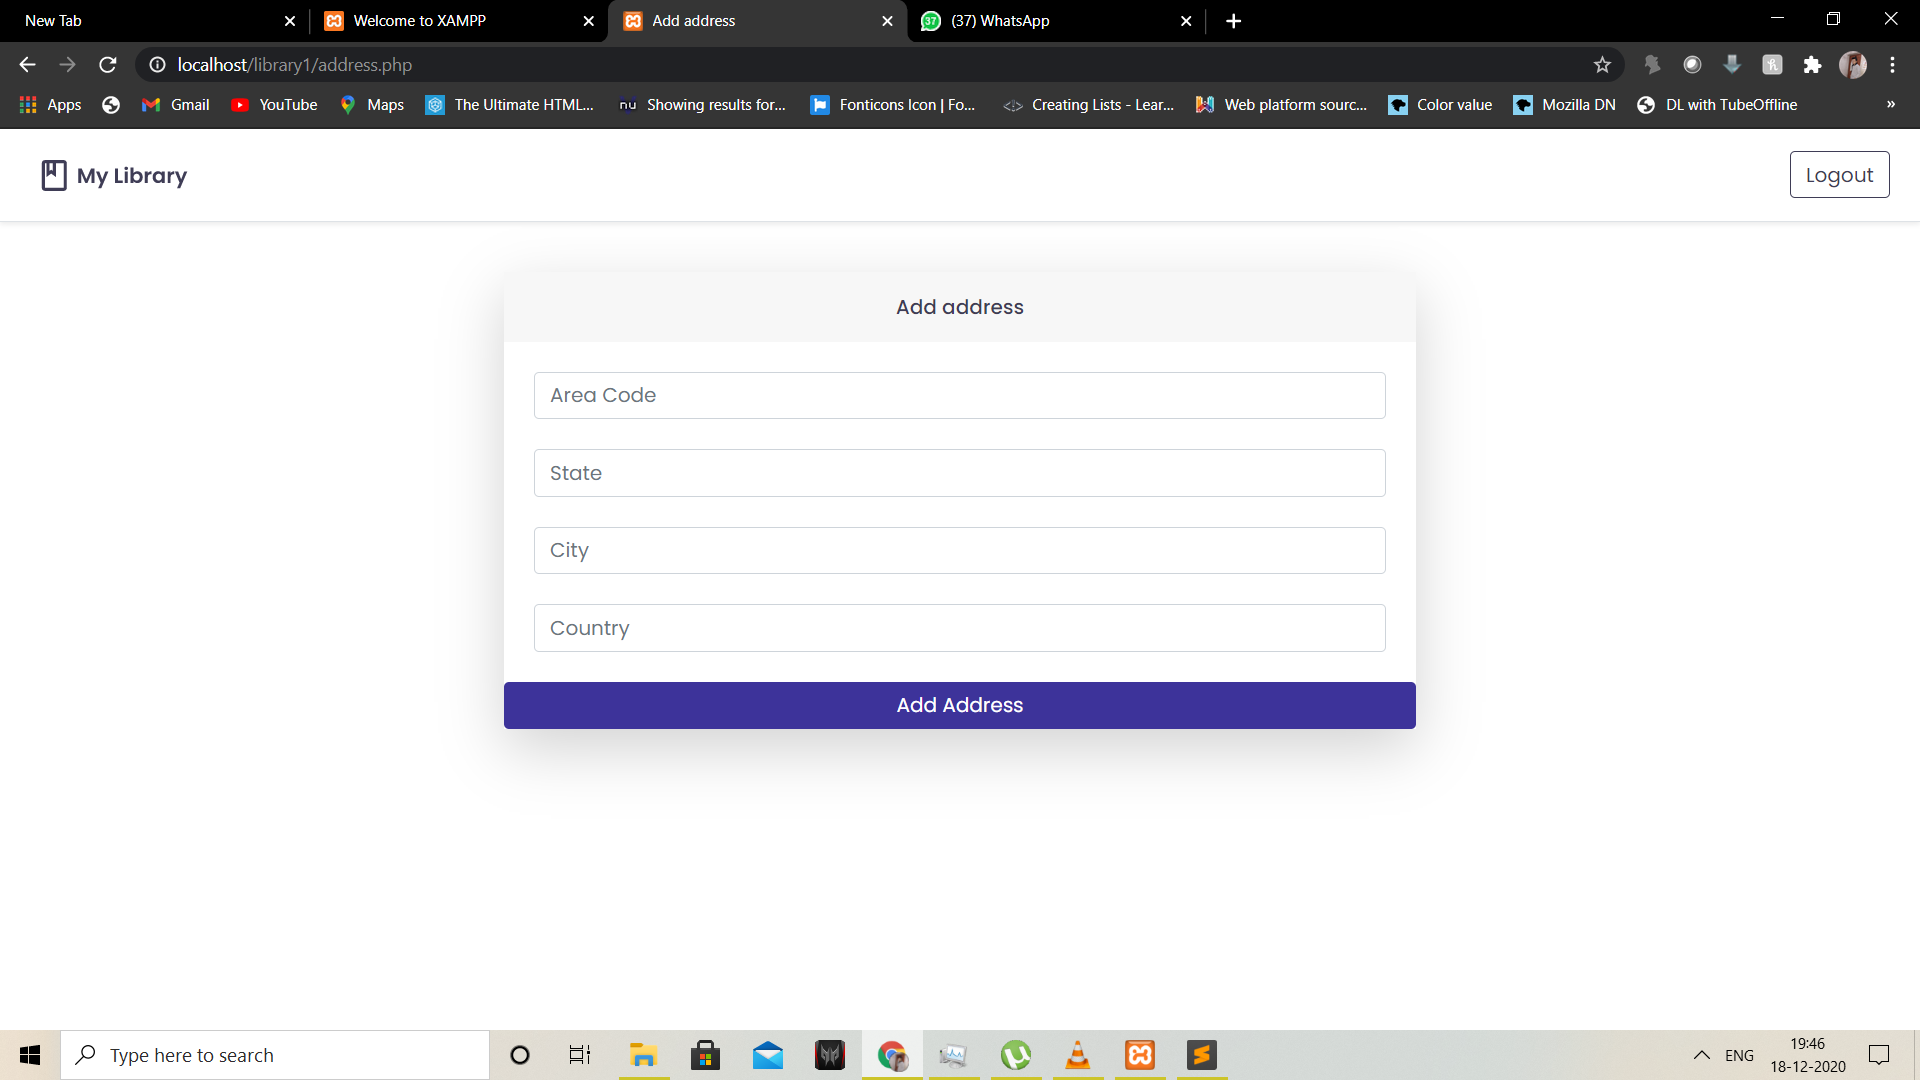 New Tab
Welcome to XAMPP
Add address
37
(37) WhatsApp
localhost/library1/address.php
Apps
Gmail
YouTube
Maps
The Ultimate HTML...
nu
Showing results for...
Fonticons Icon | Fo...
Creating Lists - Lear...
Web platform sourc...
Color value
Mozilla DN
DL with TubeOffline
»
My Library
Logout
Add address
Area Code
State
City
Country
Add Address
Type here to search
ENG
19:46
18-12-2020